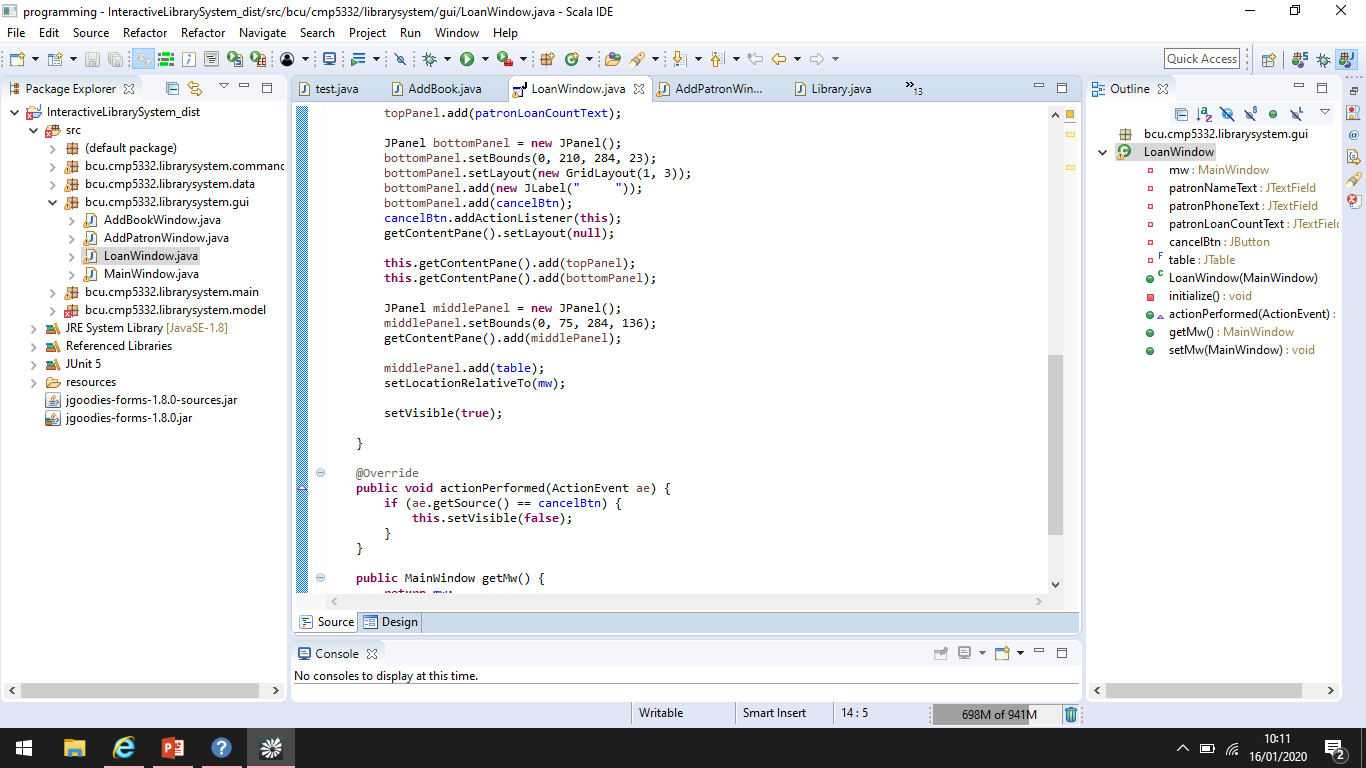 programming - InteractiveLibrarySystem_dist/src/bcu/cmp5332/librarysystem/gui/LoanWindow.java - Scala IDE
File Edit Source Refactor Refactor Navigate Search Project Run Window Help
Quick Access
Package Explorer
InteractiveLibrarySystem_dist
src
(default package)
bcu.cmp5332.librarysystem.command
bcu.cmp5332.librarysystem.data
bcu.cmp5332.librarysystem.gui
AddBookWindow.java
AddPatronWindow.java
LoanWindow.java
MainWindow.java
bcu.cmp5332.librarysystem.main
bcu.cmp5332.librarysystem.model
JRE System Library [JavaSE-1.8]
Referenced Libraries
JUnit 5
resources
jgoodies-forms-1.8.0-sources.jar
jgoodies-forms-1.8.0.jar
test.java AddBook.java LoanWindow.java AddPatronWin... Library.java »13
topPanel.add(patronLoanCountText);
JPanel bottomPanel = new JPanel();
bottomPanel.setBounds(0, 210, 284, 23);
bottomPanel.setLayout(new GridLayout(1, 3));
bottomPanel.add(new JLabel("     "));
bottomPanel.add(cancelBtn);
cancelBtn.addActionListener(this);
getContentPane().setLayout(null);
this.getContentPane().add(topPanel);
this.getContentPane().add(bottomPanel);
JPanel middlePanel = new JPanel();
middlePanel.setBounds(0, 75, 284, 136);
getContentPane().add(middlePanel);
middlePanel.add(table);
setLocationRelativeTo(mw);
setVisible(true);
}
@Override
public void actionPerformed(ActionEvent ae) {
if (ae.getSource() == cancelBtn) {
this.setVisible(false);
}
}
public MainWindow getMw() {
return mw;
Source Design
Console
No consoles to display at this time.
Outline
bcu.cmp5332.librarysystem.gui
LoanWindow
mw : MainWindow
patronNameText : JTextField
patronPhoneText : JTextField
patronLoanCountText : JTextField
cancelBtn : JButton
table : JTable
LoanWindow(MainWindow)
initialize() : void
actionPerformed(ActionEvent) :
getMw() : MainWindow
setMw(MainWindow) : void
Writable Smart Insert 14 : 5 698M of 941M
10:11
16/01/2020
2